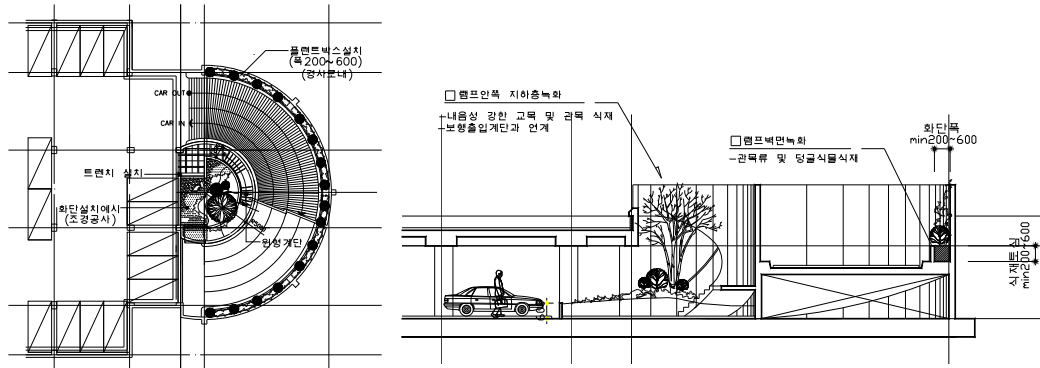 플랜트박스설치
(폭200~600)
(경사로내)
CAR OUT
CAR IN
트렌치 설치
화단설치예시
(조경공사)
원형계단
□램프안쪽 지하층녹화
-내음성 강한 교목 및 관목 식재
-보행출입계단과 연계
□램프벽면녹화
-관목류 및 덩굴식물식재
화단폭
min200~600
식재토심
min200~600